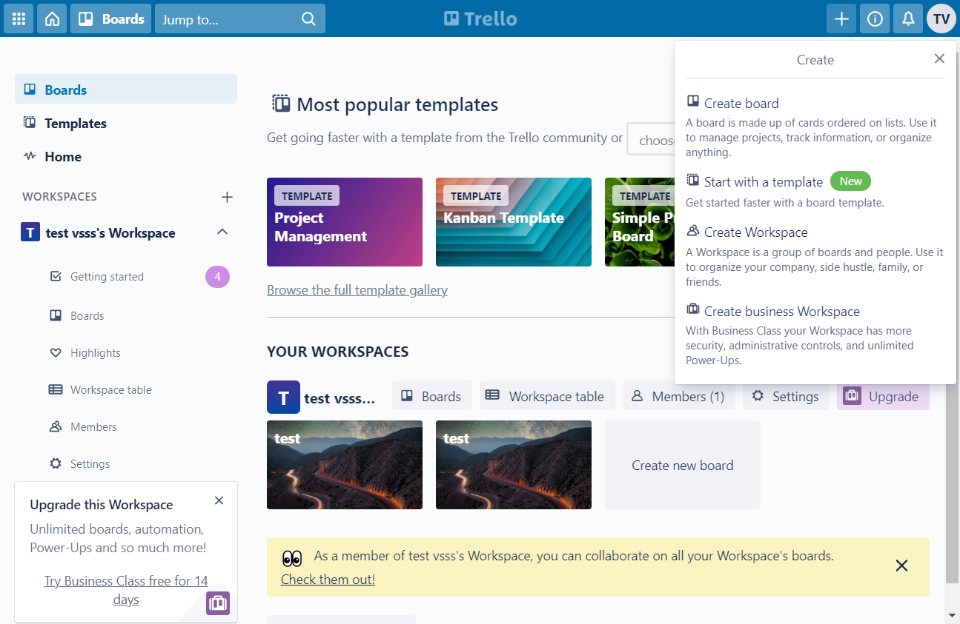 Boards
Jump to...
Trello
TV
Boards
Templates
Home
WORKSPACES
T
test vsss's Workspace
Getting started
4
Boards
Highlights
Workspace table
Members
Settings
Upgrade this Workspace
Unlimited boards, automation,
Power-Ups and so much more!
Try Business Class free for 14
days
Most popular templates
Get going faster with a template from the Trello community or
TEMPLATE
Project
Management
TEMPLATE
Kanban Template
TEMPLATE
Simple
Board
Browse the full template gallery
YOUR WORKSPACES
T
test vsss...
Boards
Workspace table
Members (1)
Settings
Upgrade
test
test
Create new board
As a member of test vsss's Workspace, you can collaborate on all your Workspace's boards.
Check them out!
Create
Create board
A board is made up of cards ordered on lists. Use it
to manage projects, track information, or organize
anything.
Start with a template
New
Get started faster with a board template.
Create Workspace
A Workspace is a group of boards and people. Use it
to organize your company, side hustle, family, or
friends.
Create business Workspace
With Business Class your Workspace has more
security, administrative controls, and unlimited
Power-Ups.